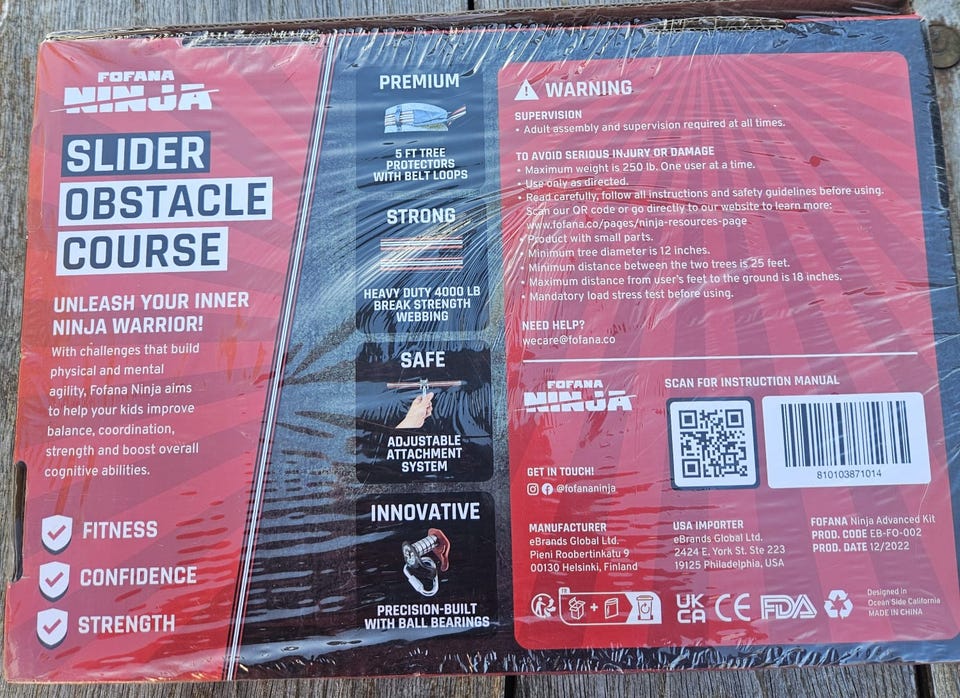 FOFANA
NINJA
SLIDER
OBSTACLE
COURSE
UNLEASH YOUR INNER
NINJA WARRIOR!
With challenges that build
physical and mental
agility, Fofana Ninja aims
to help your kids improve
balance, coordination,
strength and boost overall
cognitive abilities.
FITNESS
CONFIDENCE
STRENGTH
PREMIUM
5 FT TREE
PROTECTORS
WITH BELT LOOPS
STRONG
HEAVY DUTY 4000 LB
BREAK STRENGTH
WEBBING
SAFE
ADJUSTABLE
ATTACHMENT
SYSTEM
INNOVATIVE
PRECISION-BUILT
WITH BALL BEARINGS
WARNING
SUPERVISION
• Adult assembly and supervision required at all times.
TO AVOID SERIOUS INJURY OR DAMAGE
• Maximum weight is 250 lb. One user at a time.
• Use only as directed.
• Read carefully, follow all instructions and safety guidelines before using.
Scan our QR code or go directly to our website to learn more:
www.fofana.co/pages/ninja-resources-page
• Product with small parts.
• Minimum tree diameter is 12 inches.
• Minimum distance between the two trees is 25 feet.
• Maximum distance from user's feet to the ground is 18 inches.
• Mandatory load stress test before using.
NEED HELP?
wecare@fofana.co
FOFANA
NINJA
SCAN FOR INSTRUCTION MANUAL
810103871014
GET IN TOUCH!
@fofananinja
MANUFACTURER
eBrands Global Ltd.
Pieni Roobertinkatu 9
00130 Helsinki, Finland
USA IMPORTER
eBrands Global Ltd.
2424 E. York St. Ste 223
19125 Philadelphia, USA
FOFANA Ninja Advanced Kit
PROD. CODE EB-FO-002
PROD. DATE 12/2022
FR
UK
CA
CE
FDA
Designed in
Ocean Side California
MADE IN CHINA